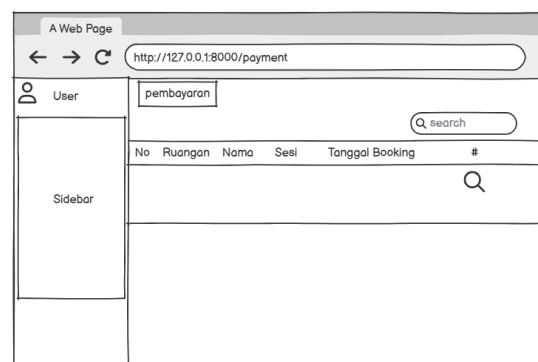 A Web Page
http://127.0.0.1:8000/payment
User
pembayaran
search
No Ruangan Nama Sesi Tanggal Booking #
Sidebar